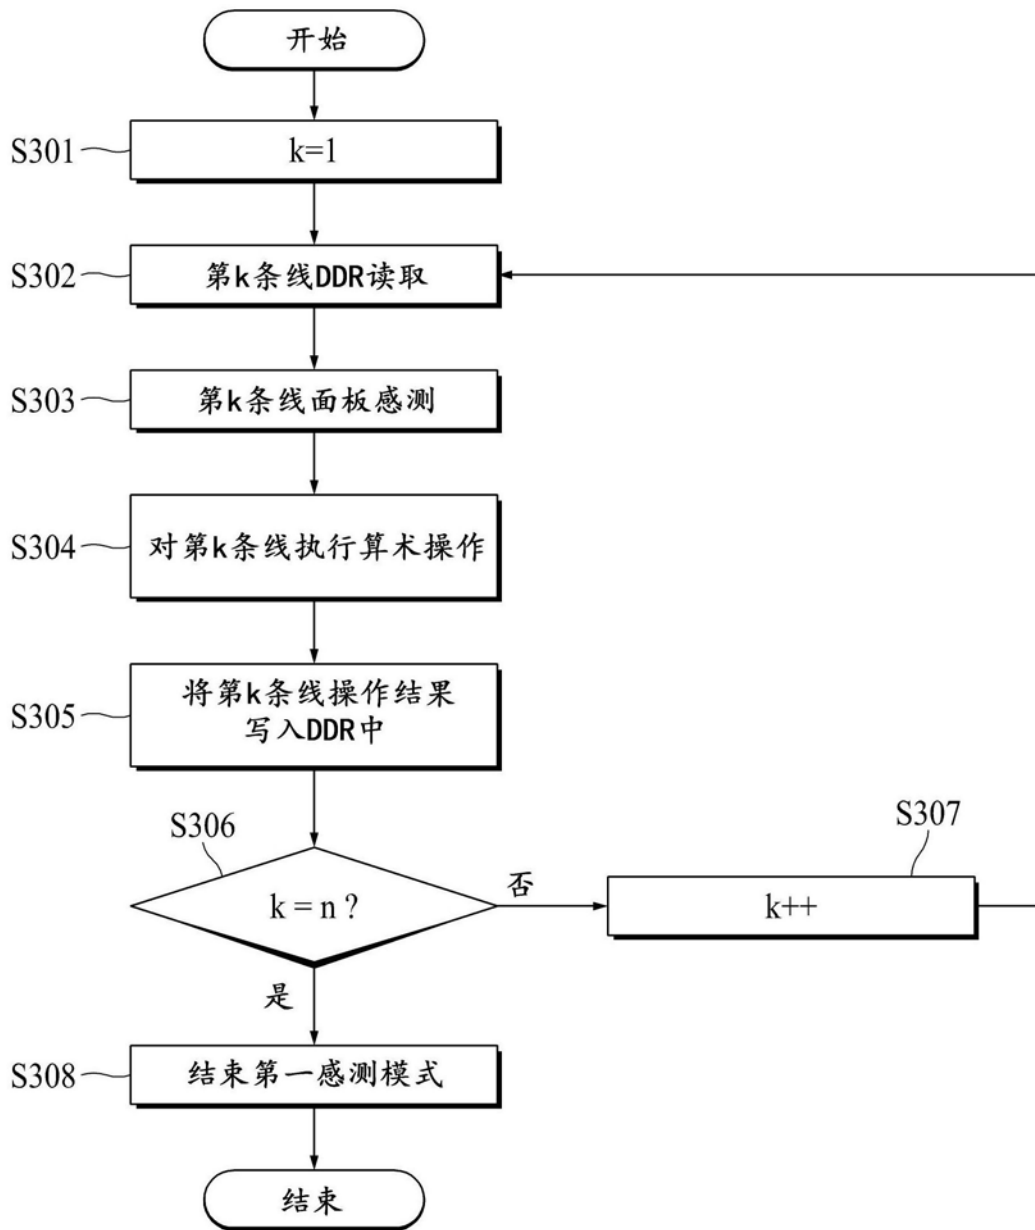 开始
S301
k=1
S302
第k条线DDR读取
S303
第k条线面板感测
S304
对第k条线执行算术操作
S305
将第k条线操作结果
写入DDR中
S306
k = n ?
否
S307
k++
是
S308
结束第一感测模式
结束